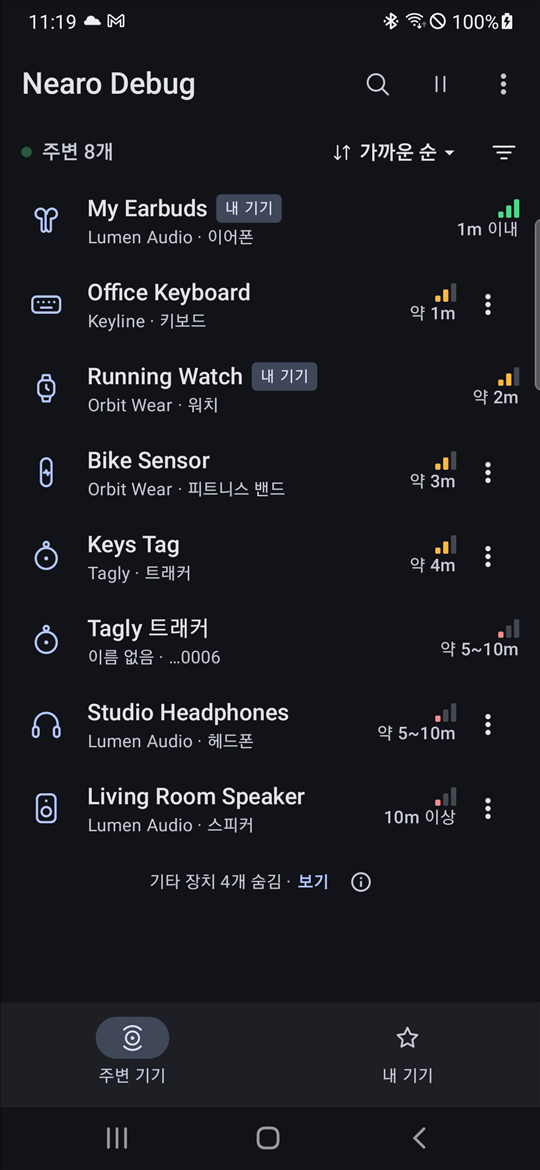 11:19 100%
Nearo Debug
주변 8개 가까운 순
My Earbuds 내 기기
Lumen Audio · 이어폰 1m 이내
Office Keyboard
Keyline · 키보드 약 1m
Running Watch 내 기기
Orbit Wear · 워치 약 2m
Bike Sensor
Orbit Wear · 피트니스 밴드 약 3m
Keys Tag
Tagly · 트래커 약 4m
Tagly 트래커
이름 없음 · …0006 약 5~10m
Studio Headphones
Lumen Audio · 헤드폰 약 5~10m
Living Room Speaker
Lumen Audio · 스피커 10m 이상
기타 장치 4개 숨김 · 보기
주변 기기 내 기기